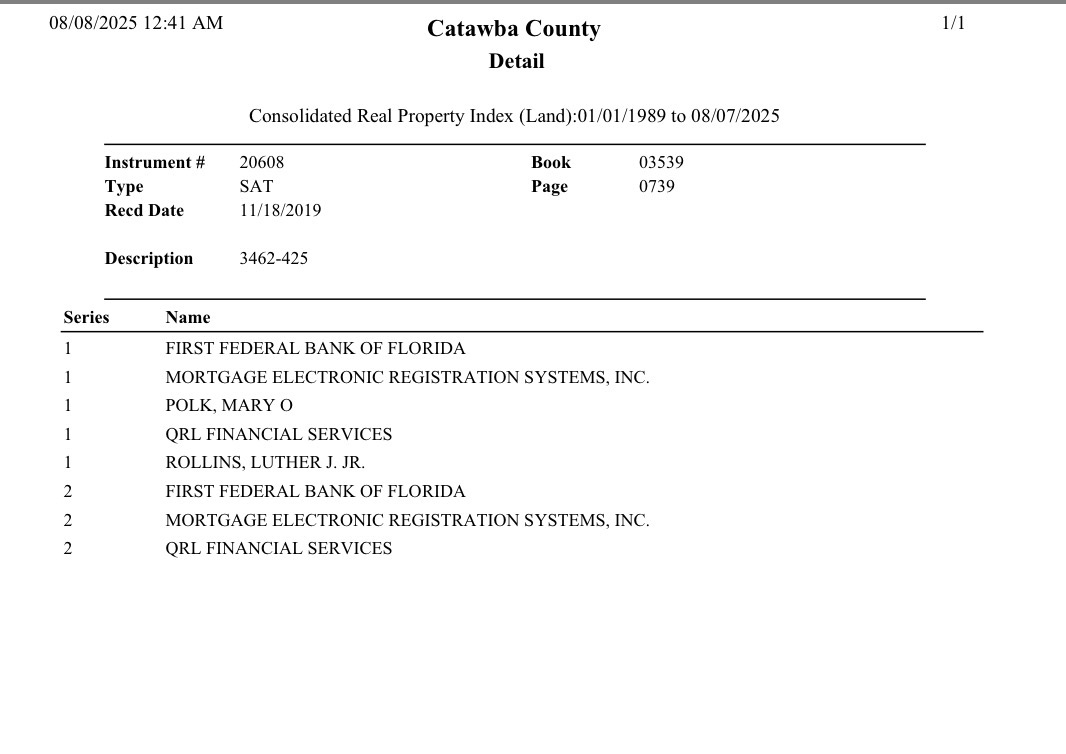 08/08/2025 12:41 AM Catawba County 1/1
Detail
Consolidated Real Property Index (Land):01/01/1989 to 08/07/2025
Instrument # 20608 Book 03539
Type SAT Page 0739
Recd Date 11/18/2019
Description 3462-425
Series Name
1 FIRST FEDERAL BANK OF FLORIDA
1 MORTGAGE ELECTRONIC REGISTRATION SYSTEMS, INC.
1 POLK, MARY O
1 QRL FINANCIAL SERVICES
1 ROLLINS, LUTHER J. JR.
2 FIRST FEDERAL BANK OF FLORIDA
2 MORTGAGE ELECTRONIC REGISTRATION SYSTEMS, INC.
2 QRL FINANCIAL SERVICES